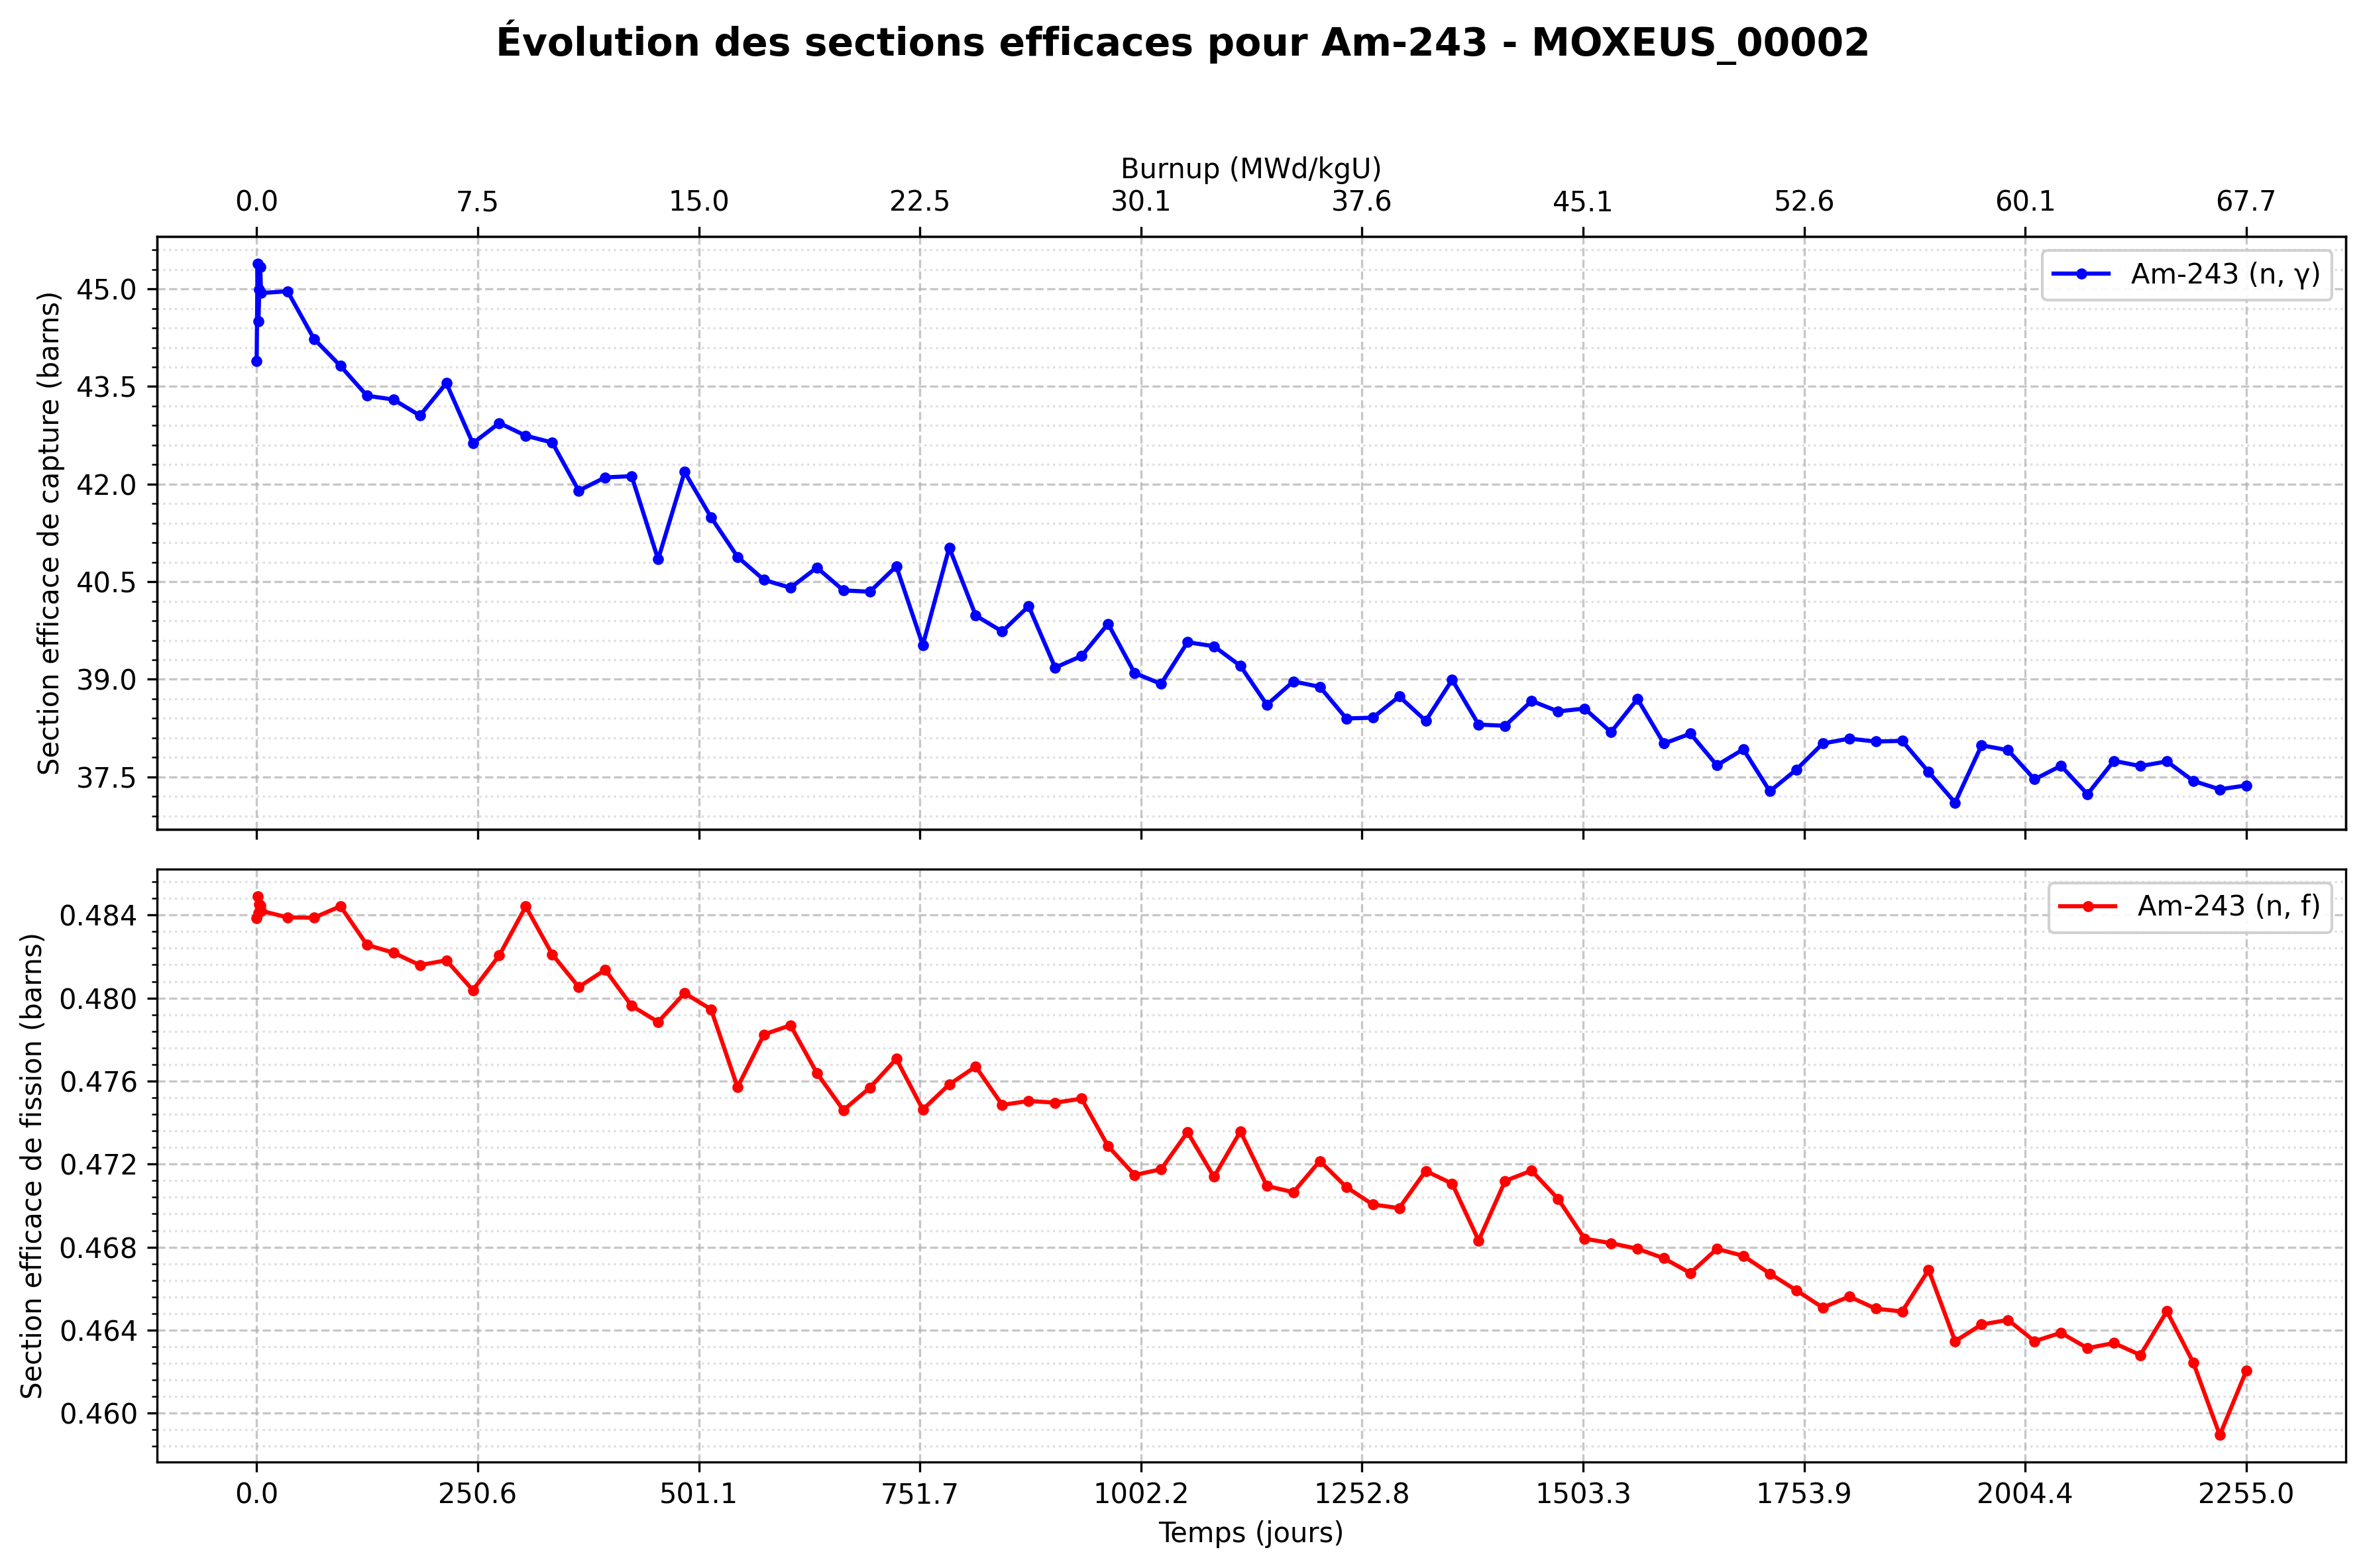 Évolution des sections efficaces pour Am-243 - MOXEUS_00002
Burnup (MWd/kgU)
0.0 7.5 15.0 22.5 30.1 37.6 45.1 52.6 60.1 67.7
Section efficace de capture (barns)
45.0
43.5
42.0
40.5
39.0
37.5
Am-243 (n, γ)
Section efficace de fission (barns)
0.484
0.480
0.476
0.472
0.468
0.464
0.460
Am-243 (n, f)
0.0 250.6 501.1 751.7 1002.2 1252.8 1503.3 1753.9 2004.4 2255.0
Temps (jours)